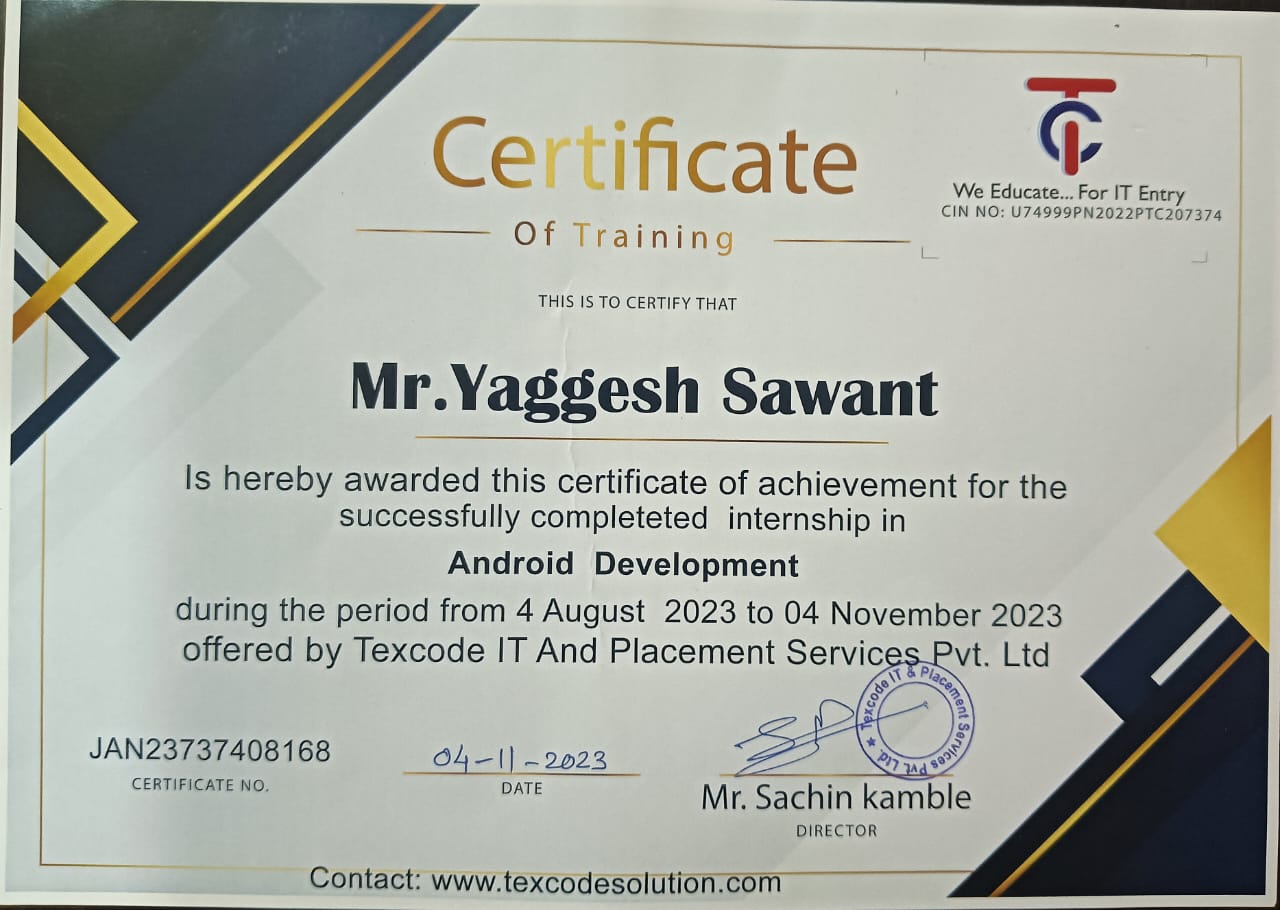 Certificate
Of Training
TC
We Educate... For IT Entry
CIN NO: U74999PN2022PTC207374
THIS IS TO CERTIFY THAT
Mr.Yaggesh Sawant
Is hereby awarded this certificate of achievement for the
successfully completeted internship in
Android Development
during the period from 4 August 2023 to 04 November 2023
offered by Texcode IT And Placement Services Pvt. Ltd
Texcode IT & Placement Services Pvt. Ltd. ★
JAN23737408168
CERTIFICATE NO.
04-11-2023
DATE
Mr. Sachin kamble
DIRECTOR
Contact: www.texcodesolution.com